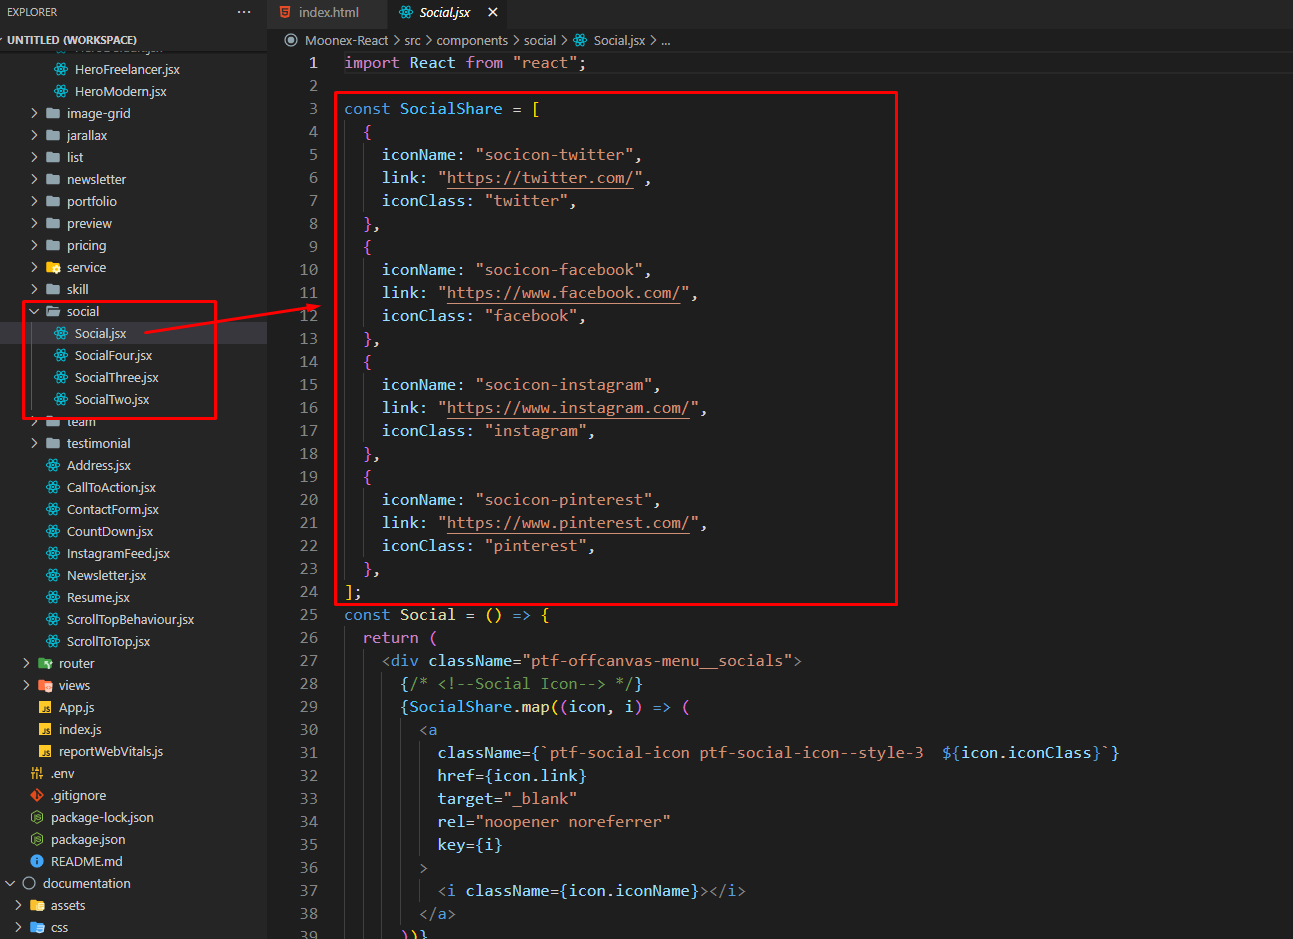 EXPLORER
UNTITLED (WORKSPACE)
HeroFreelancer.jsx
HeroModern.jsx
image-grid
jarallax
list
newsletter
portfolio
preview
pricing
service
skill
social
Social.jsx
SocialFour.jsx
SocialThree.jsx
SocialTwo.jsx
team
testimonial
Address.jsx
CallToAction.jsx
ContactForm.jsx
CountDown.jsx
InstagramFeed.jsx
Newsletter.jsx
Resume.jsx
ScrollTopBehaviour.jsx
ScrollToTop.jsx
router
views
App.js
index.js
reportWebVitals.js
.env
.gitignore
package-lock.json
package.json
README.md
documentation
assets
css
index.html
Social.jsx
Moonex-React > src > components > social > Social.jsx > ...
1 import React from "react";
2
3 const SocialShare = [
4 {
5 iconName: "socicon-twitter",
6 link: "https://twitter.com/",
7 iconClass: "twitter",
8 },
9 {
10 iconName: "socicon-facebook",
11 link: "https://www.facebook.com/",
12 iconClass: "facebook",
13 },
14 {
15 iconName: "socicon-instagram",
16 link: "https://www.instagram.com/",
17 iconClass: "instagram",
18 },
19 {
20 iconName: "socicon-pinterest",
21 link: "https://www.pinterest.com/",
22 iconClass: "pinterest",
23 },
24 ];
25 const Social = () => {
26 return (
27 <div className="ptf-offcanvas-menu__socials">
28 {/* <!--Social Icon--> */}
29 {SocialShare.map((icon, i) => (
30 <a
31 className={`ptf-social-icon ptf-social-icon--style-3  ${icon.iconClass}`}
32 href={icon.link}
33 target="_blank"
34 rel="noopener noreferrer"
35 key={i}
36 >
37 <i className={icon.iconName}></i>
38 </a>
39 ))}